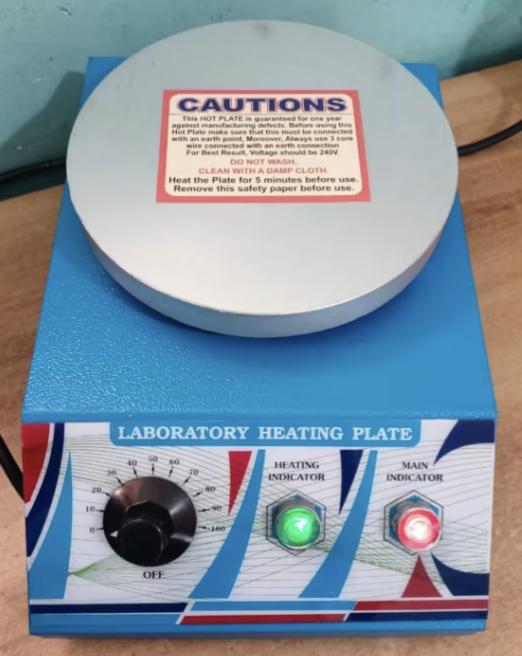 CAUTIONS
This HOT PLATE is guaranteed for one year
against manufacturing defects. Before using this
Hot Plate make sure that this must be connected
with an earth point, Moreover, Always use 3 core
wire connected with an earth connection
For Best Result, Voltage should be 240V.
DO NOT WASH,
CLEAN WITH A DAMP CLOTH.
Heat the Plate for 5 minutes before use.
Remove this safety paper before use.
LABORATORY HEATING PLATE
HEATING
INDICATOR
MAIN
INDICATOR
0
10
20
30
40
50
60
70
80
90
100
OFF